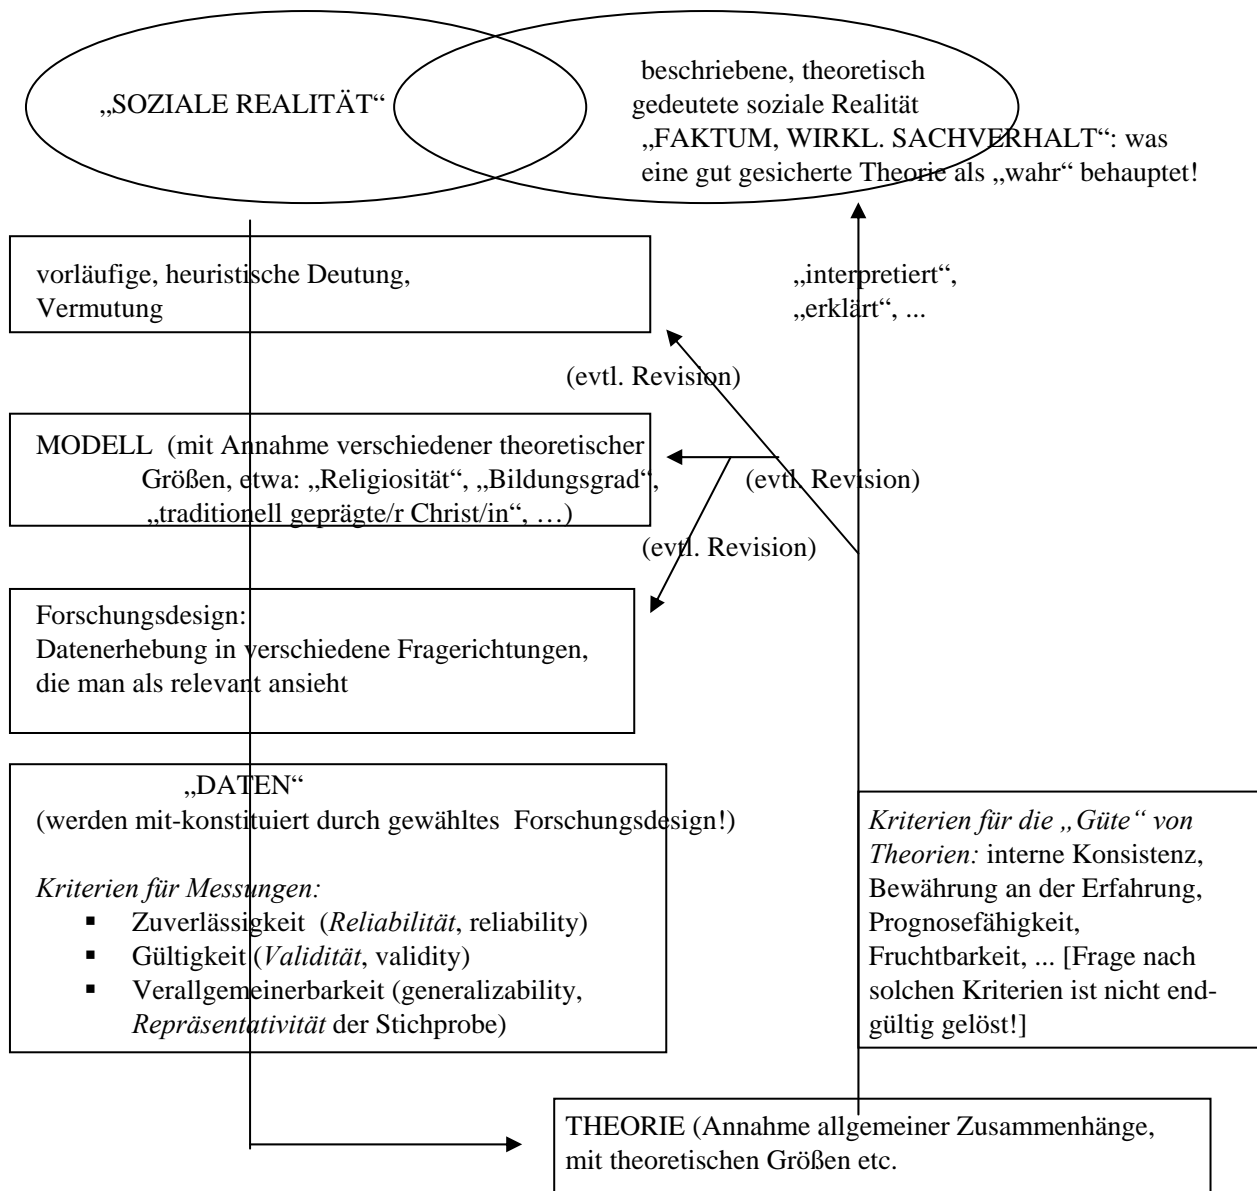 „SOZIALE REALITÄT“
beschriebene, theoretisch
gedeutete soziale Realität
„FAKTUM, WIRKL. SACHVERHALT“: was
eine gut gesicherte Theorie als „wahr“ behauptet!
vorläufige, heuristische Deutung,
Vermutung
„interpretiert“,
„erklärt“, ...
(evtl. Revision)
MODELL (mit Annahme verschiedener theoretischer
Größen, etwa: „Religiosität“, „Bildungsgrad“,
„traditionell geprägte/r Christ/in“, …)
(evtl. Revision)
(evtl. Revision)
Forschungsdesign:
Datenerhebung in verschiedene Fragerichtungen,
die man als relevant ansieht
„DATEN“
(werden mit-konstituiert durch gewähltes Forschungsdesign!)
Kriterien für Messungen:
▪ Zuverlässigkeit (Reliabilität, reliability)
▪ Gültigkeit (Validität, validity)
▪ Verallgemeinerbarkeit (generalizability,
Repräsentativität der Stichprobe)
Kriterien für die „Güte“ von
Theorien: interne Konsistenz,
Bewährung an der Erfahrung,
Prognosefähigkeit,
Fruchtbarkeit, ... [Frage nach
solchen Kriterien ist nicht end-
gültig gelöst!]
THEORIE (Annahme allgemeiner Zusammenhänge,
mit theoretischen Größen etc.